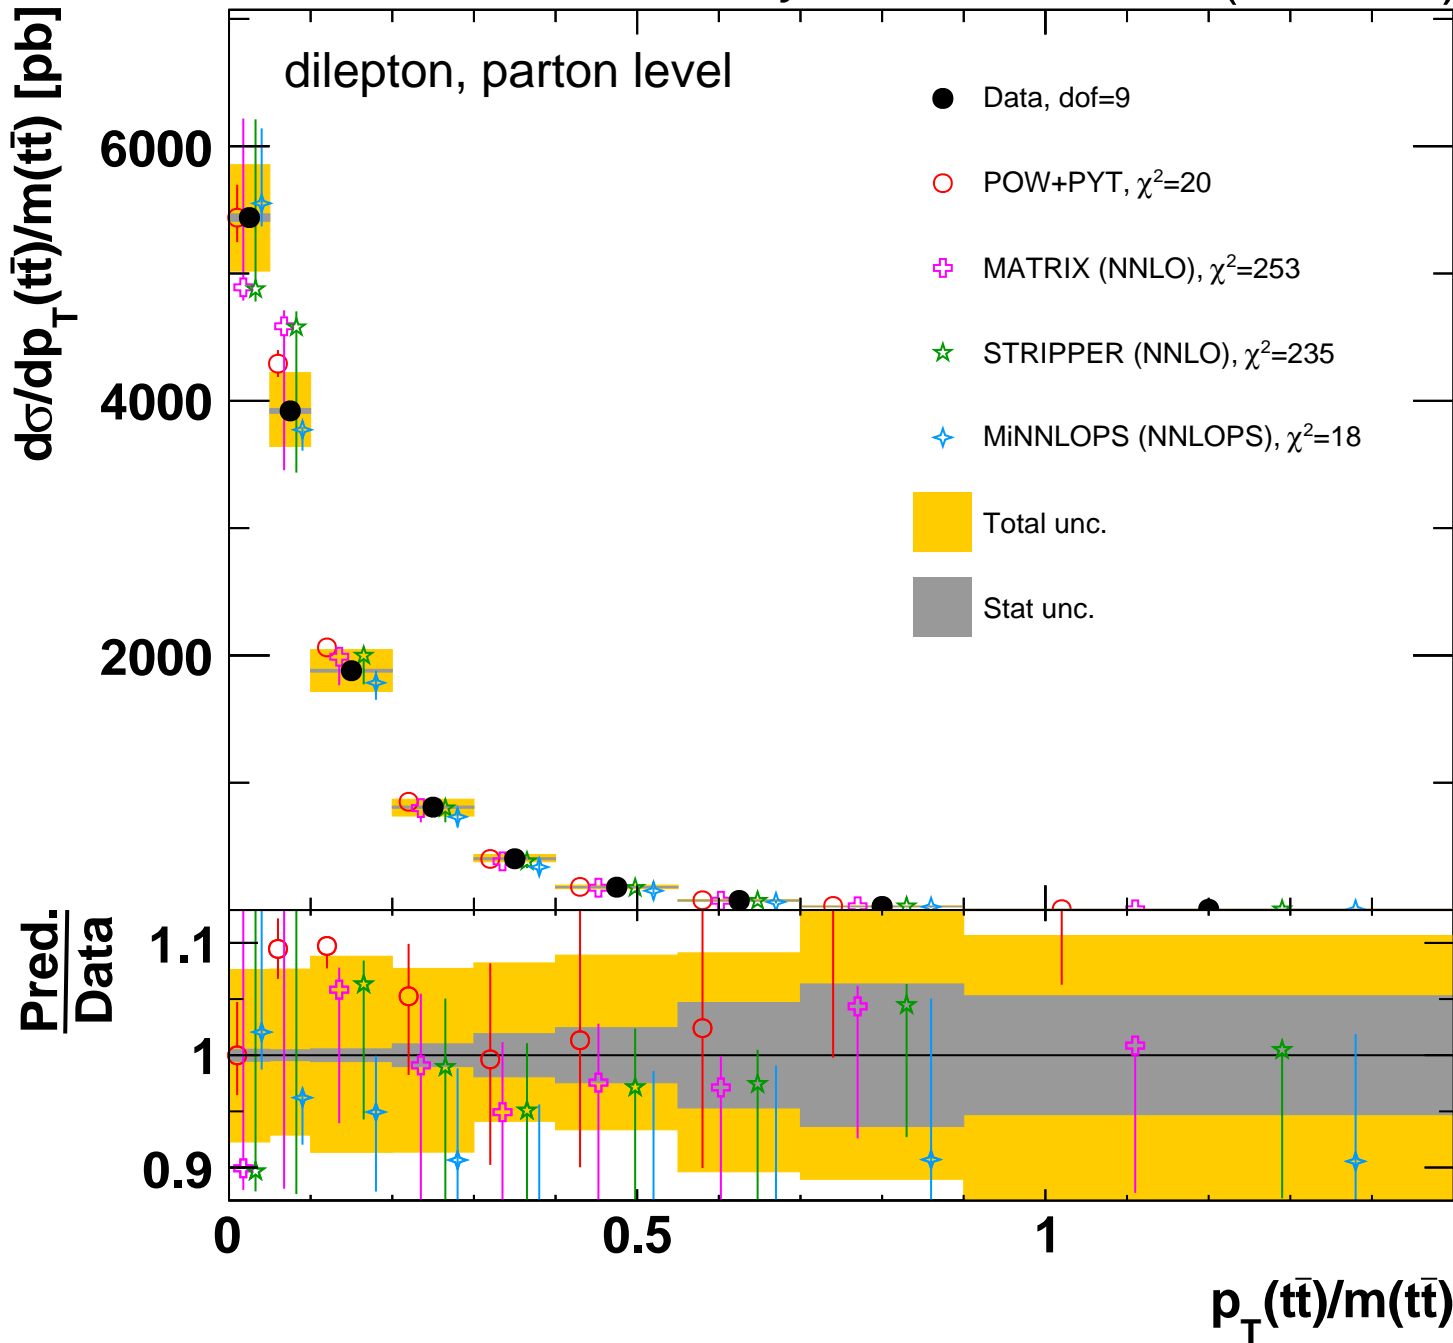 dσ/dp_T(tt̄)/m(tt̄) [pb]
dilepton, parton level
Data, dof=9
POW+PYT, χ²=20
MATRIX (NNLO), χ²=253
STRIPPER (NNLO), χ²=235
MiNNLOPS (NNLOPS), χ²=18
Total unc.
Stat unc.
6000
4000
2000
Pred.
Data
1.1
1
0.9
0
0.5
1
p_T(tt̄)/m(tt̄)